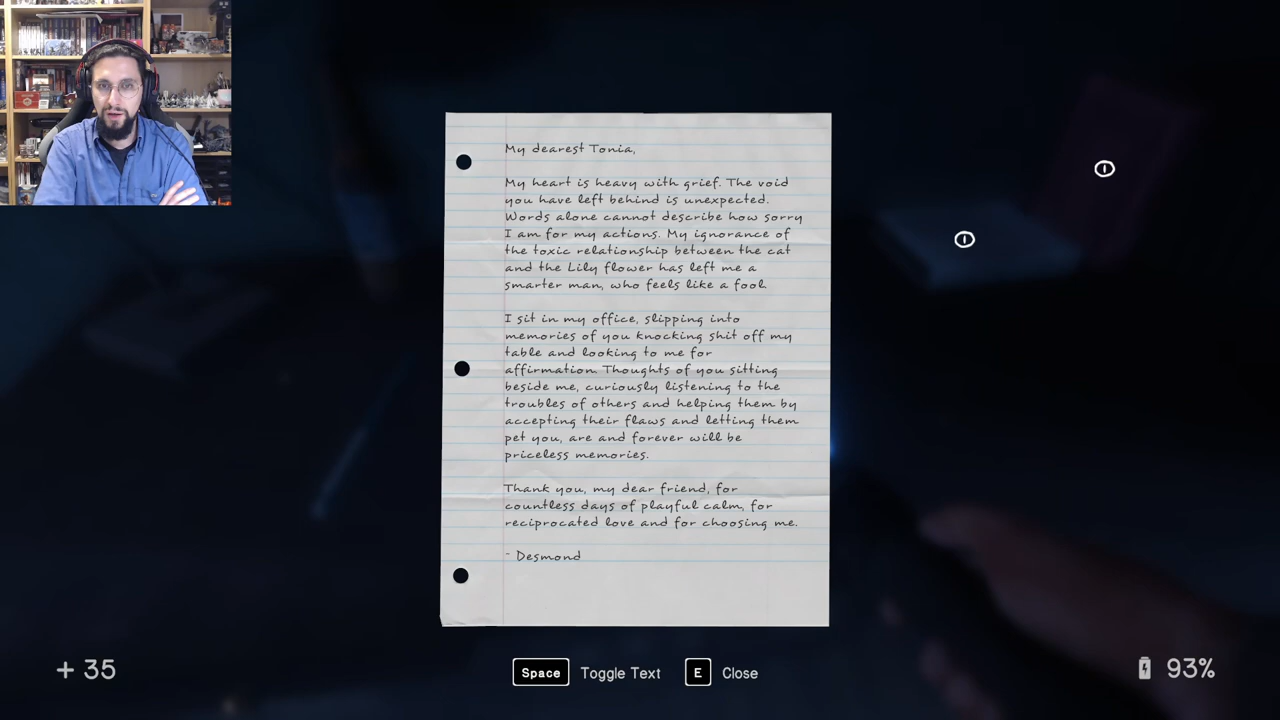 My dearest Tonia,
My heart is heavy with grief. The void
you have left behind is unexpected.
Words alone cannot describe how sorry
I am for my actions. My ignorance of
the toxic relationship between the cat
and the Lily flower has left me a
smarter man, who feels like a fool.
I sit in my office, slipping into
memories of you knocking shit off my
table and looking to me for
affirmation. Thoughts of you sitting
beside me, curiously listening to the
troubles of others and helping them by
accepting their flaws and letting them
pet you, are and forever will be
priceless memories.
Thank you, my dear friend, for
countless days of playful calm, for
reciprocated love and for choosing me.
- Desmond
+ 35
Space Toggle Text E Close
93%